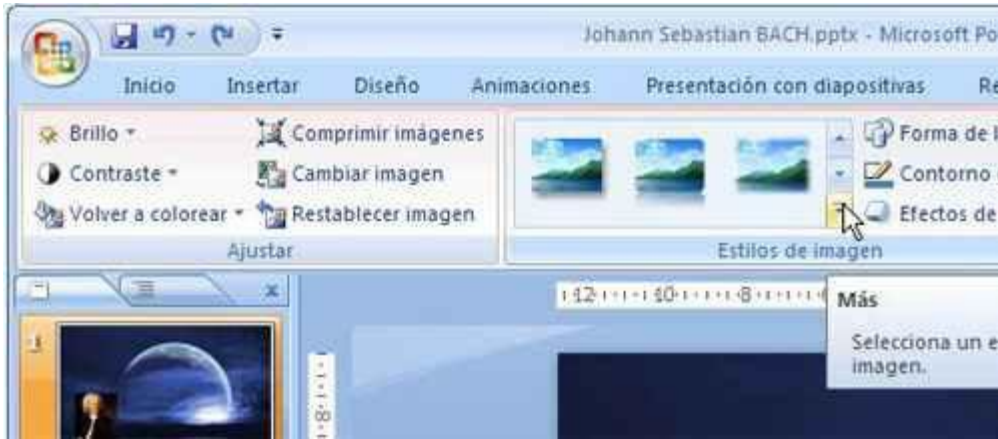 Johann Sebastian BACH.pptx - Microsoft Po
Inicio Insertar Diseño Animaciones Presentación con diapositivas Re
Brillo Comprimir imágenes Forma de
Contraste Cambiar imagen Contorno
Volver a colorear Restablecer imagen Efectos de
Ajustar Estilos de imagen
12 10 8
Más
Selecciona un e
imagen.
1
8